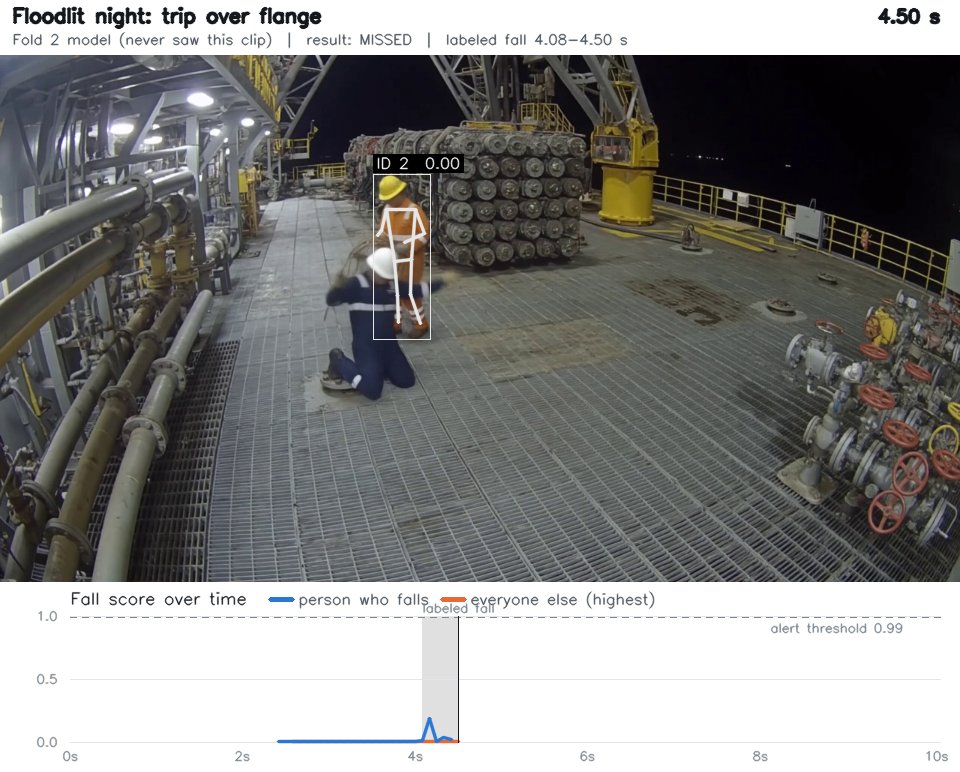 Floodlit night: trip over flange
4.50 s
Fold 2 model (never saw this clip) | result: MISSED | labeled fall 4.08–4.50 s
ID 2 0.00
Fall score over time
person who falls
everyone else (highest)
labeled fall
1.0
alert threshold 0.99
0.5
0.0
0s 2s 4s 6s 8s 10s